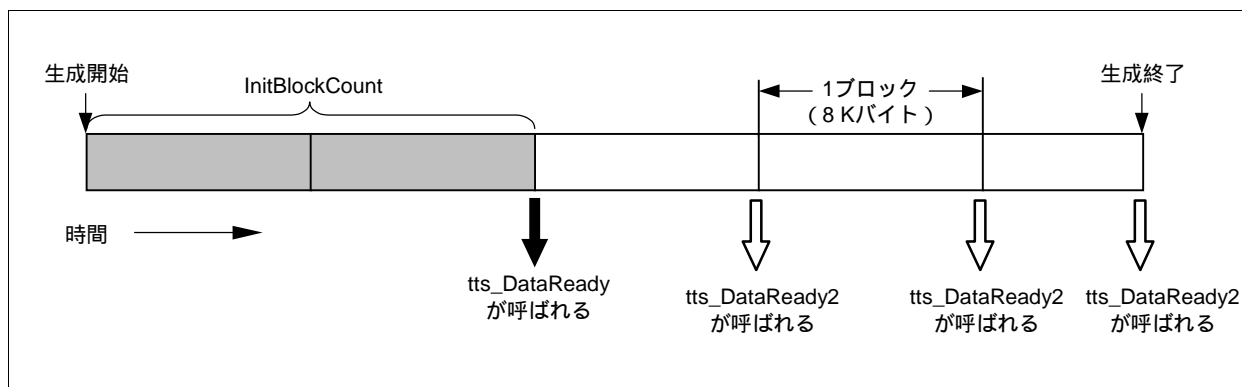 生成開始
InitBlockCount
1ブロック
(8 Kバイト)
生成終了
時間
tts_DataReady
が呼ばれる
tts_DataReady2
が呼ばれる
tts_DataReady2
が呼ばれる
tts_DataReady2
が呼ばれる